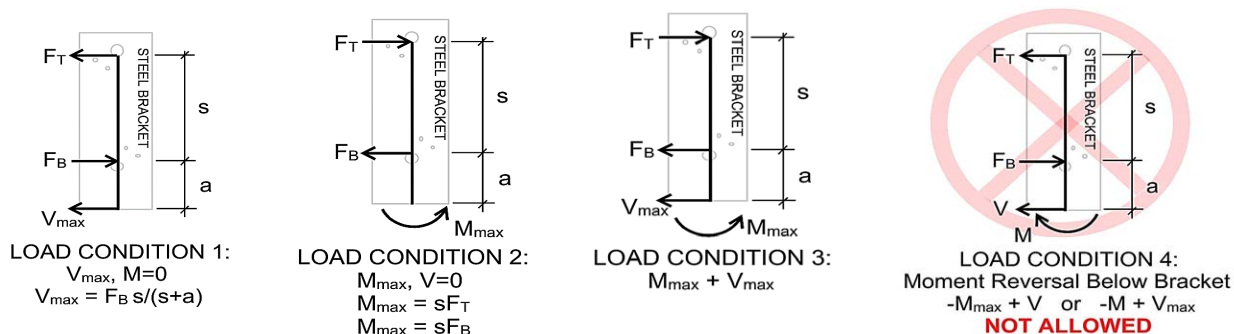 F_T
STEEL BRACKET
s
F_B
a
V_max
LOAD CONDITION 1:
V_max, M=0
V_max = F_B s/(s+a)
F_T
STEEL BRACKET
s
F_B
a
M_max
LOAD CONDITION 2:
M_max, V=0
M_max = sF_T
M_max = sF_B
F_T
STEEL BRACKET
s
F_B
a
V_max
M_max
LOAD CONDITION 3:
M_max + V_max
F_T
STEEL BRACKET
s
F_B
a
V
M
LOAD CONDITION 4:
Moment Reversal Below Bracket
-M_max + V or -M + V_max
NOT ALLOWED